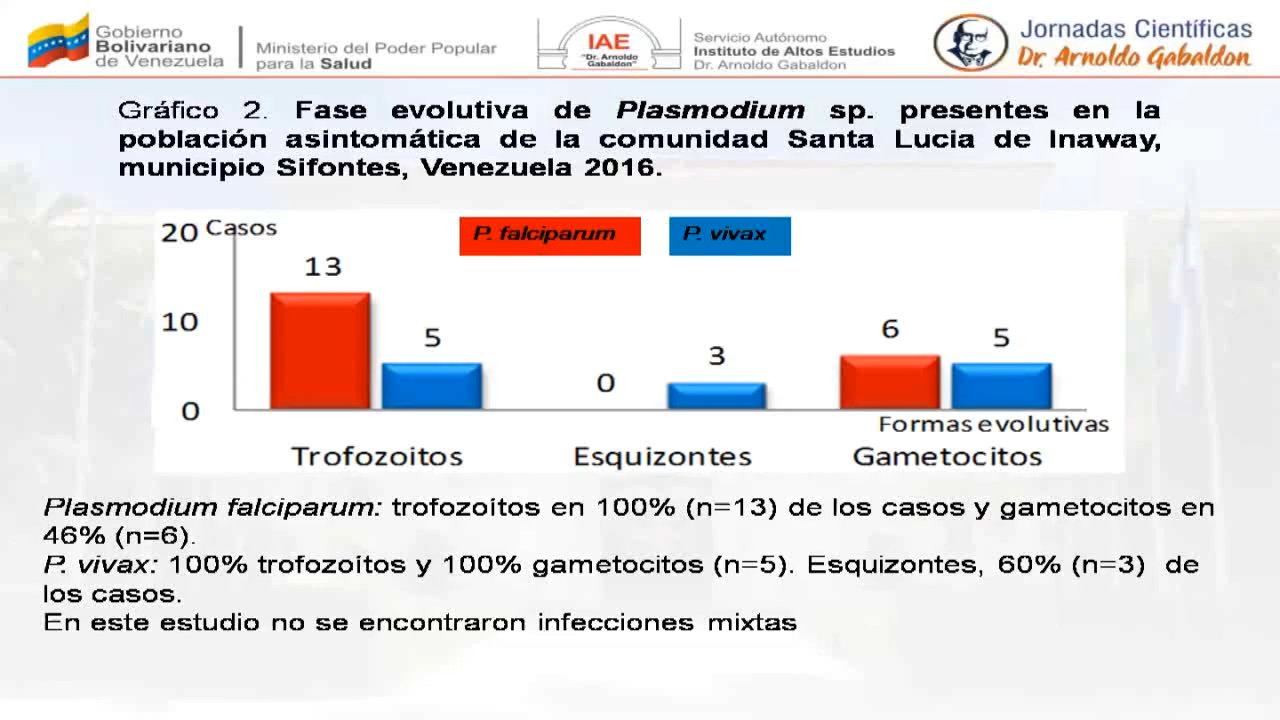 Gobierno
Bolivariano
de Venezuela
Ministerio del Poder Popular
para la Salud
IAE
"Dr. Arnoldo
Gabaldon"
Servicio Autónomo
Instituto de Altos Estudios
Dr. Arnoldo Gabaldon
Jornadas Científicas
Dr. Arnoldo Gabaldon
Gráfico 2. Fase evolutiva de Plasmodium sp. presentes en la
población asintomática de la comunidad Santa Lucia de Inaway,
municipio Sifontes, Venezuela 2016.
20 Casos
P. falciparum
P. vivax
13
10
5
0
3
6
5
0
Formas evolutivas
Trofozoitos
Esquizontes
Gametocitos
Plasmodium falciparum: trofozoítos en 100% (n=13) de los casos y gametocitos en
46% (n=6).
P. vivax: 100% trofozoítos y 100% gametocitos (n=5). Esquizontes, 60% (n=3) de
los casos.
En este estudio no se encontraron infecciones mixtas